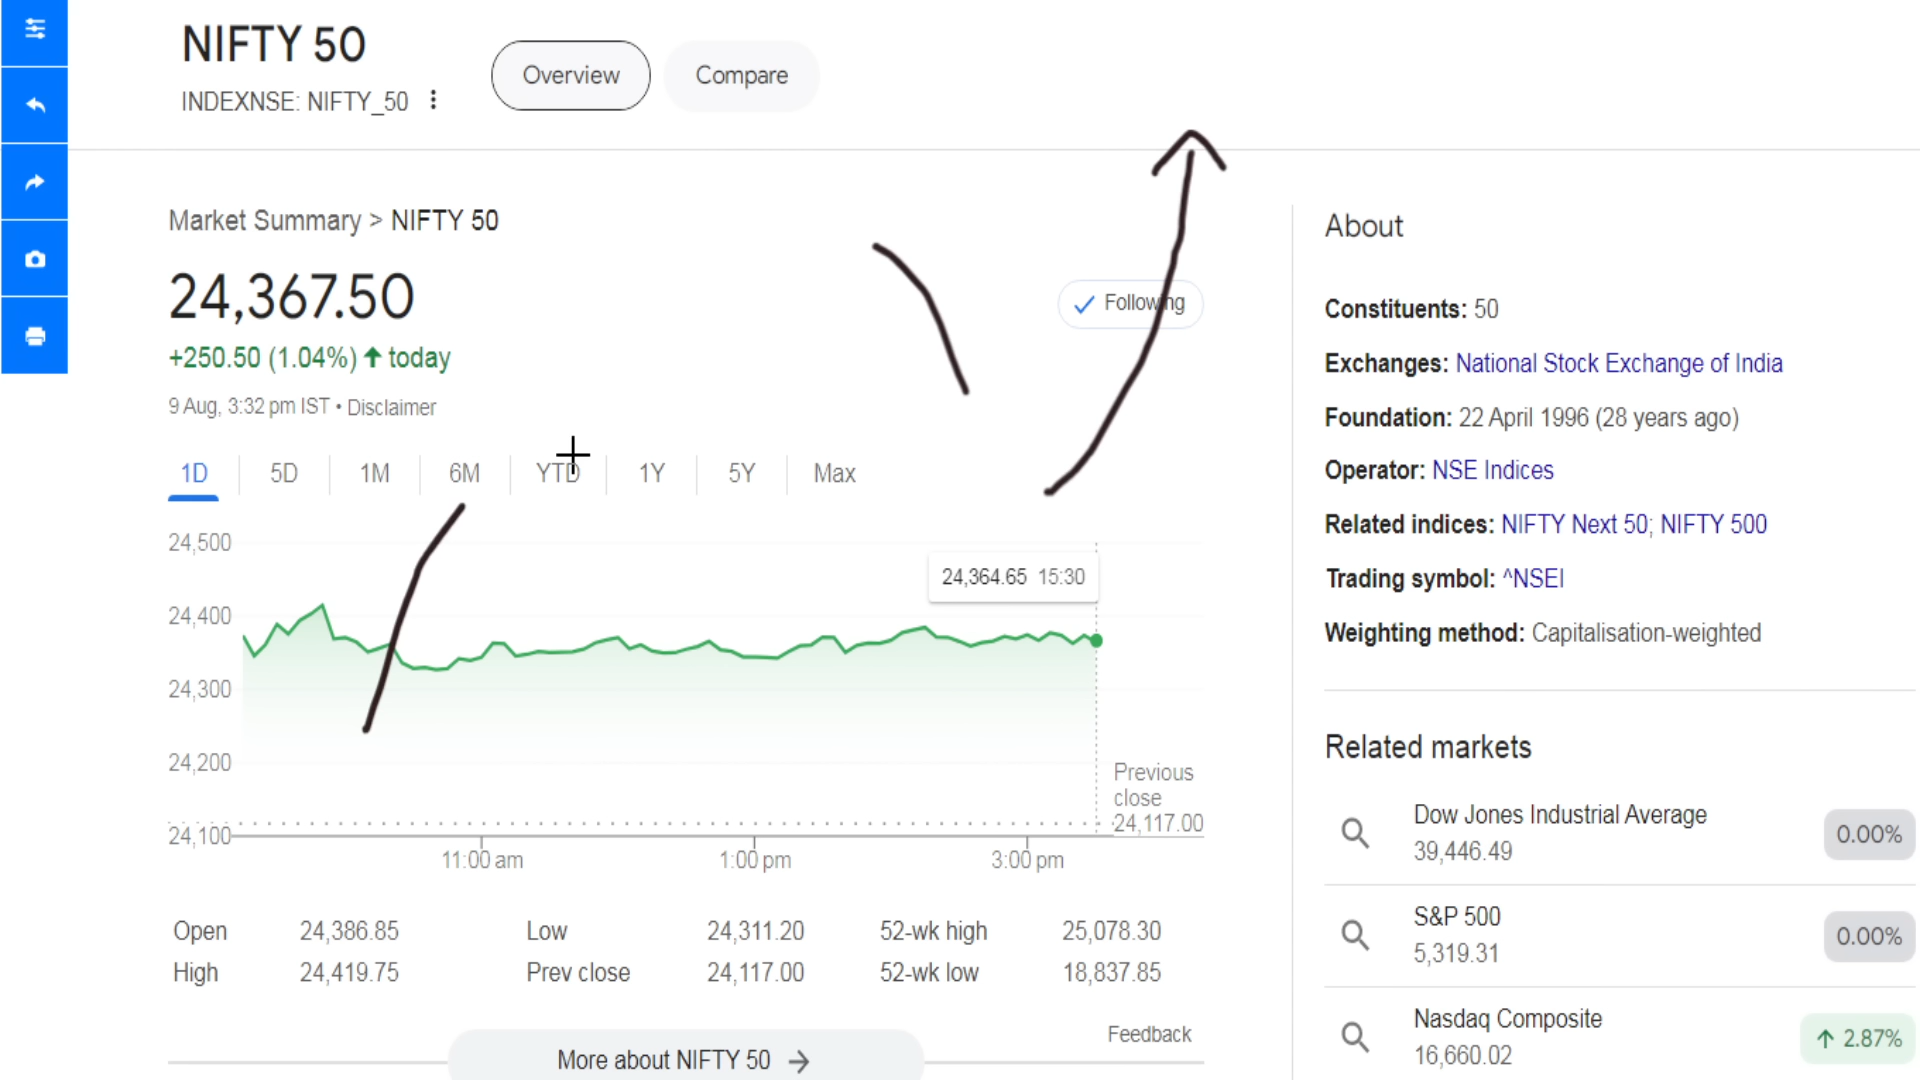 NIFTY 50
INDEXNSE: NIFTY_50
Overview
Compare
Market Summary > NIFTY 50
24,367.50
+250.50 (1.04%) ↑ today
9 Aug, 3:32 pm IST • Disclaimer
Following
1D 5D 1M 6M YTD 1Y 5Y Max
24,500
24,400
24,300
24,200
24,100
24,364.65 15:30
Previous
close
24,117.00
11:00 am 1:00 pm 3:00 pm
Open 24,386.85 Low 24,311.20 52-wk high 25,078.30
High 24,419.75 Prev close 24,117.00 52-wk low 18,837.85
Feedback
More about NIFTY 50 →
About
Constituents: 50
Exchanges: National Stock Exchange of India
Foundation: 22 April 1996 (28 years ago)
Operator: NSE Indices
Related indices: NIFTY Next 50; NIFTY 500
Trading symbol: ^NSEI
Weighting method: Capitalisation-weighted
Related markets
Dow Jones Industrial Average
39,446.49
0.00%
S&P 500
5,319.31
0.00%
Nasdaq Composite
16,660.02
↑ 2.87%